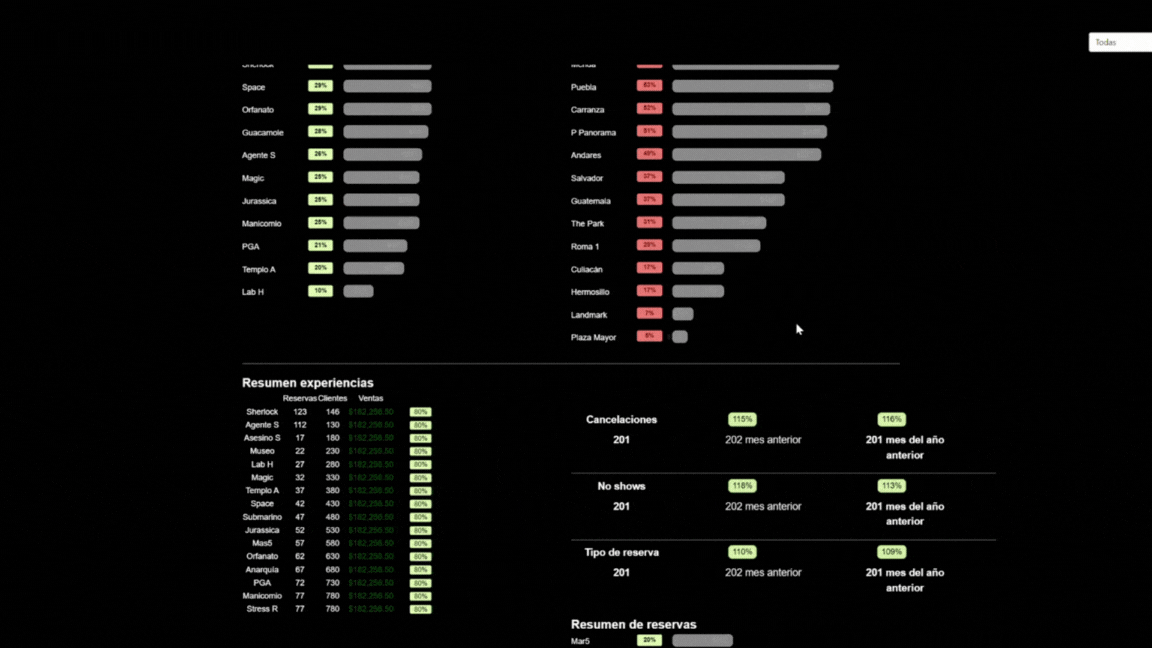 Todas
Sherlock
Space 29%
Orfanato 29%
Guacamole 28%
Agente S 26%
Magic 25%
Jurassica 25%
Manicomio 25%
PGA 21%
Templo A 20%
Lab H 10%
Merida
Puebla 53%
Carranza 52%
P Panorama 51%
Andares 49%
Salvador 37%
Guatemala 37%
The Park 31%
Roma 1
Culiacán 17%
Hermosillo 17%
Landmark 7%
Plaza Mayor
Resumen experiencias
Reservas Clientes Ventas
Sherlock 123 146 $182,256.50 80%
Agente S 112 130 $182,256.50 80%
Asesino S 17 180 $182,256.50 80%
Museo 22 230 $182,256.50 80%
Lab H 27 280 $182,256.50 80%
Magic 32 330 $182,256.50 80%
Templo A 37 380 $182,256.50 80%
Space 42 430 $182,256.50 80%
Submarino 47 480 $182,256.50 80%
Jurassica 52 530 $182,256.50 80%
Mas5 57 580 $182,256.50 80%
Orfanato 62 630 $182,256.50 80%
Anarquía 67 680 $182,256.50 80%
PGA 72 730 $182,256.50 80%
Manicomio 77 780 $182,256.50 80%
Stress R 77 780 $182,256.50 80%
Cancelaciones 115% 116%
201 202 mes anterior 201 mes del año
anterior
No shows 118% 113%
201 202 mes anterior 201 mes del año
anterior
Tipo de reserva 110% 109%
201 202 mes anterior 201 mes del año
anterior
Resumen de reservas
Mar5 20%